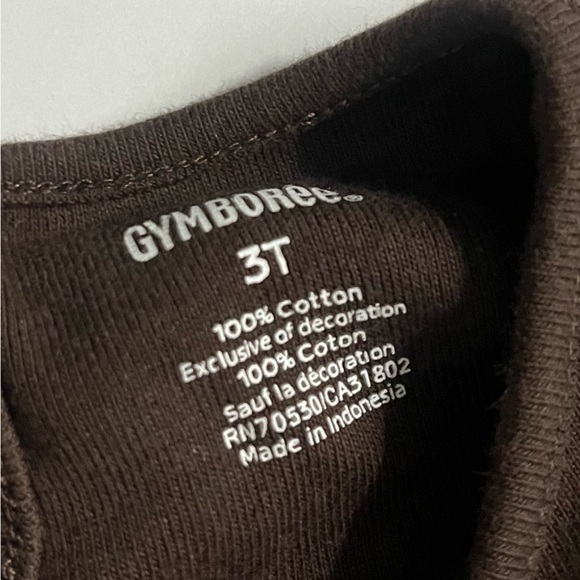 GYMBOREE®
3T
100% Cotton
Exclusive of decoration
100% Coton
Sauf la décoration
RN70530/CA31802
Made in Indonesia